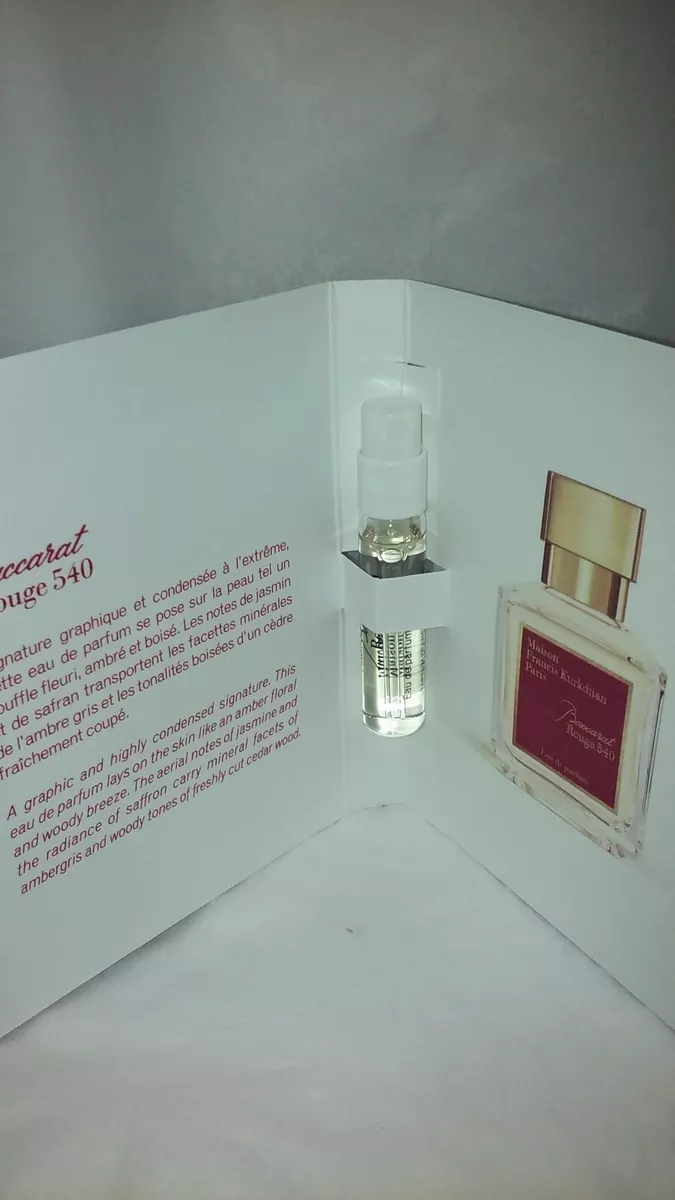 accarat
ouge 540
gnature graphique et condensée à l'extrême,
tte eau de parfum se pose sur la peau tel un
ouffle fleuri, ambré et boisé. Les notes de jasmin
t de safran transportent les facettes minérales
de l'ambre gris et les tonalités boisées d'un cèdre
fraîchement coupé.
A graphic and highly condensed signature. This
eau de parfum lays on the skin like an amber floral
and woody breeze. The aerial notes of jasmine and
the radiance of saffron carry mineral facets of
ambergris and woody tones of freshly cut cedar wood.
Eau de parfum
Maison
Francis Kurkdjian
Paris
Baccarat
Rouge 540
Eau de parfum